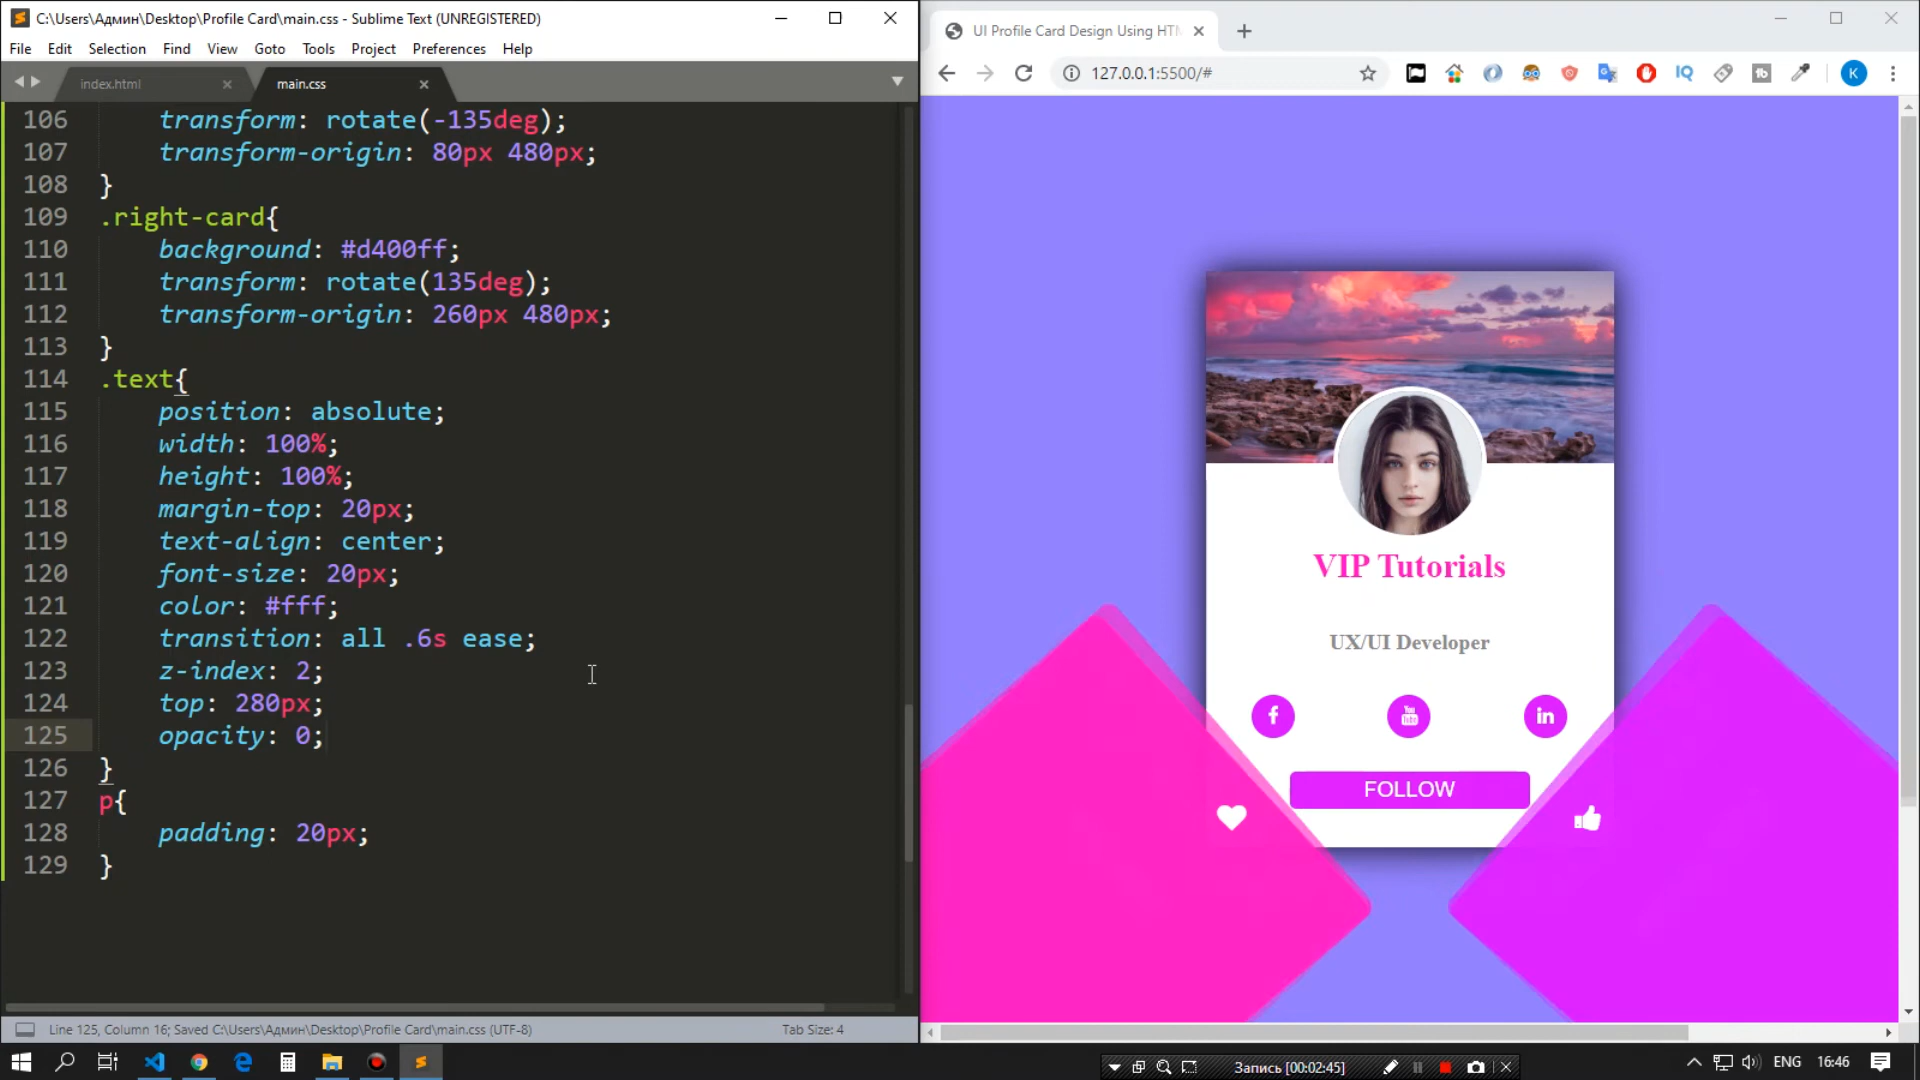 C:\Users\Админ\Desktop\Profile Card\main.css - Sublime Text (UNREGISTERED)
File Edit Selection Find View Goto Tools Project Preferences Help
index.html main.css
106 transform: rotate(-135deg);
107 transform-origin: 80px 480px;
108 }
109 .right-card{
110 background: #d400ff;
111 transform: rotate(135deg);
112 transform-origin: 260px 480px;
113 }
114 .text{
115 position: absolute;
116 width: 100%;
117 height: 100%;
118 margin-top: 20px;
119 text-align: center;
120 font-size: 20px;
121 color: #fff;
122 transition: all .6s ease;
123 z-index: 2;
124 top: 280px;
125 opacity: 0;
126 }
127 p{
128 padding: 20px;
129 }
Line 125, Column 16; Saved C:\Users\Админ\Desktop\Profile Card\main.css (UTF-8) Tab Size: 4
UI Profile Card Design Using HT
127.0.0.1:5500/#
IQ
K
VIP Tutorials
UX/UI Developer
f You Tube in
FOLLOW
Запись [00:02:45]
ENG 16:46